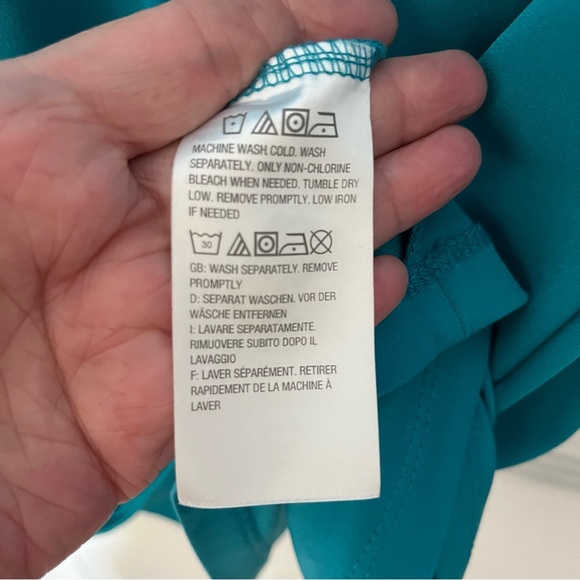 MACHINE WASH COLD. WASH
SEPARATELY. ONLY NON-CHLORINE
BLEACH WHEN NEEDED. TUMBLE DRY
LOW. REMOVE PROMPTLY. LOW IRON
IF NEEDED
30
GB: WASH SEPARATELY. REMOVE
PROMPTLY
D: SEPARAT WASCHEN. VOR DER
WÄSCHE ENTFERNEN
I: LAVARE SEPARATAMENTE.
RIMUOVERE SUBITO DOPO IL
LAVAGGIO
F: LAVER SÉPARÉMENT. RETIRER
RAPIDEMENT DE LA MACHINE À
LAVER